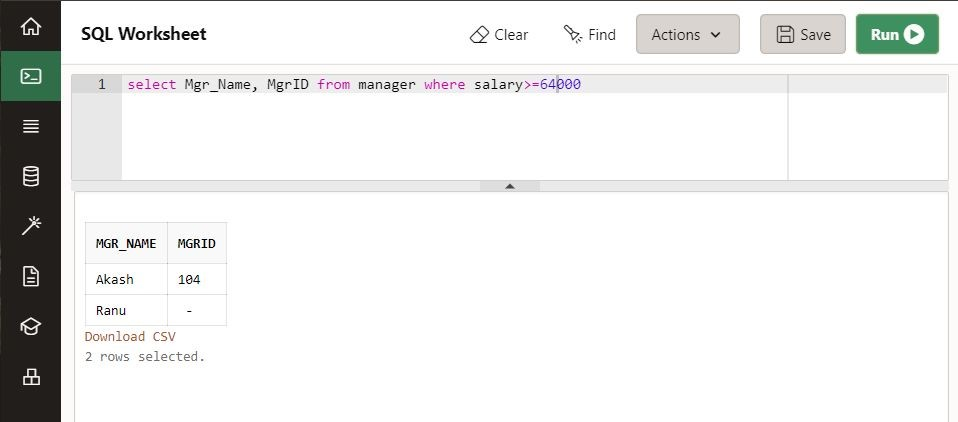 SQL Worksheet Clear Find Actions Save Run
1 select Mgr_Name, MgrID from manager where salary>=64000
MGR_NAME MGRID
Akash 104
Ranu -
Download CSV
2 rows selected.